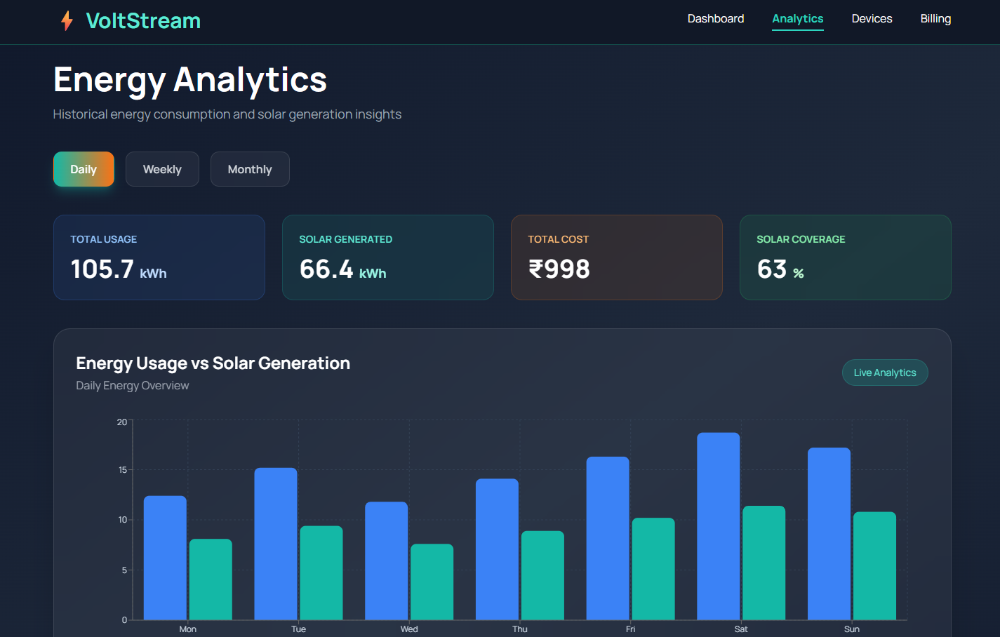 VoltStream
Dashboard Analytics Devices Billing
Energy Analytics
Historical energy consumption and solar generation insights
Daily Weekly Monthly
TOTAL USAGE
105.7 kWh
SOLAR GENERATED
66.4 kWh
TOTAL COST
₹998
SOLAR COVERAGE
63 %
Energy Usage vs Solar Generation
Daily Energy Overview
Live Analytics
20
15
10
5
0
Mon Tue Wed Thu Fri Sat Sun